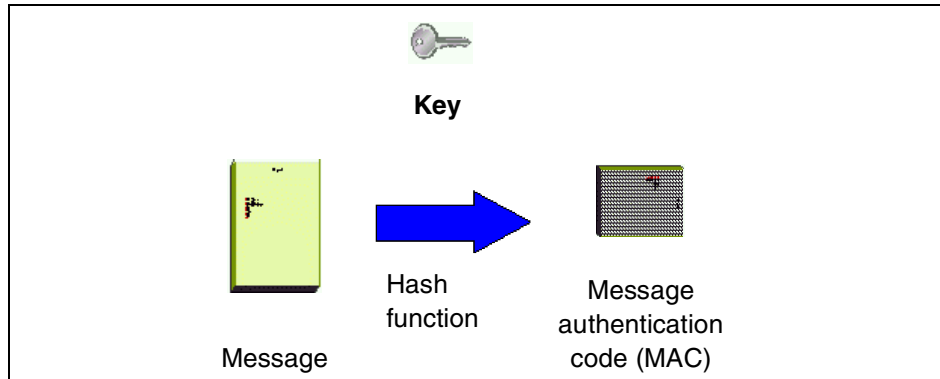 Key
Hash
function
Message
Message
authentication
code (MAC)